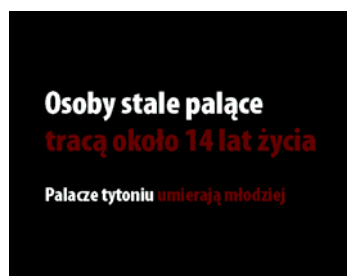 Osoby stale palące
tracą około 14 lat życia
Palacze tytoniu umierają młodziej